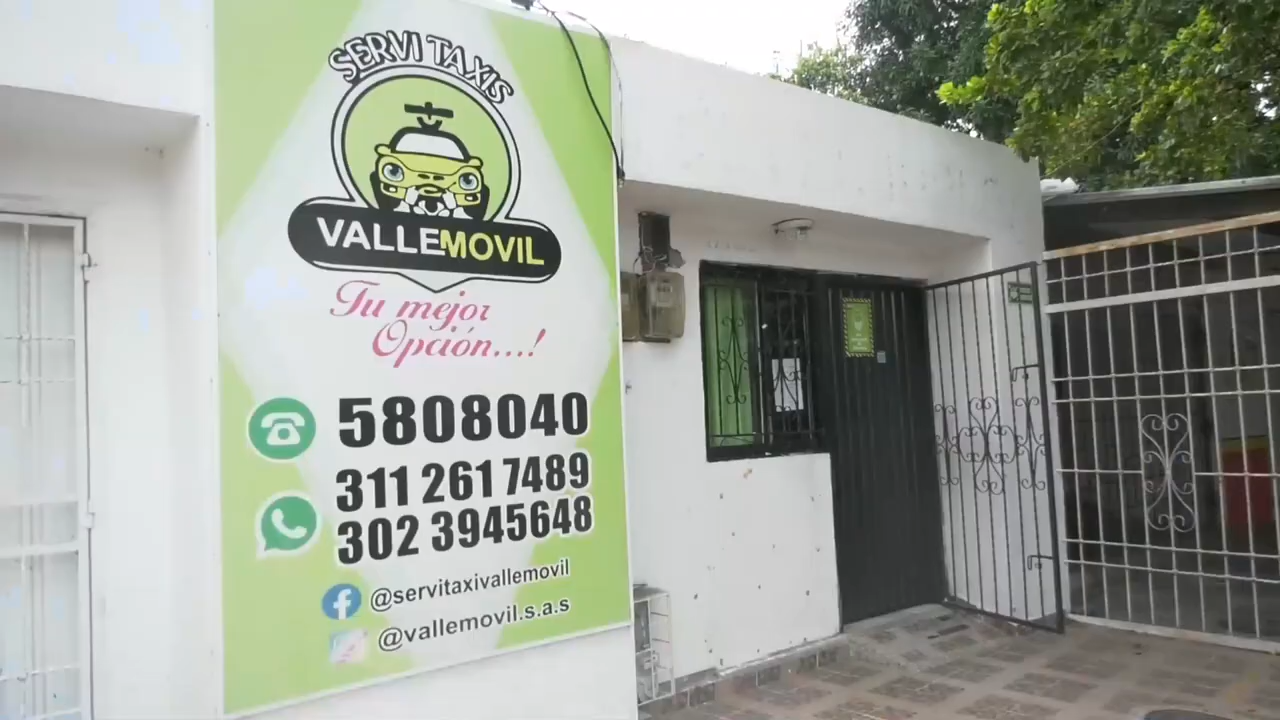 SERVI TAXIS
VALLEMOVIL
Tu mejor
Opción....!
5808040
311 261 7489
302 3945648
@servitaxivallemovil
@vallemovil.s.a.s